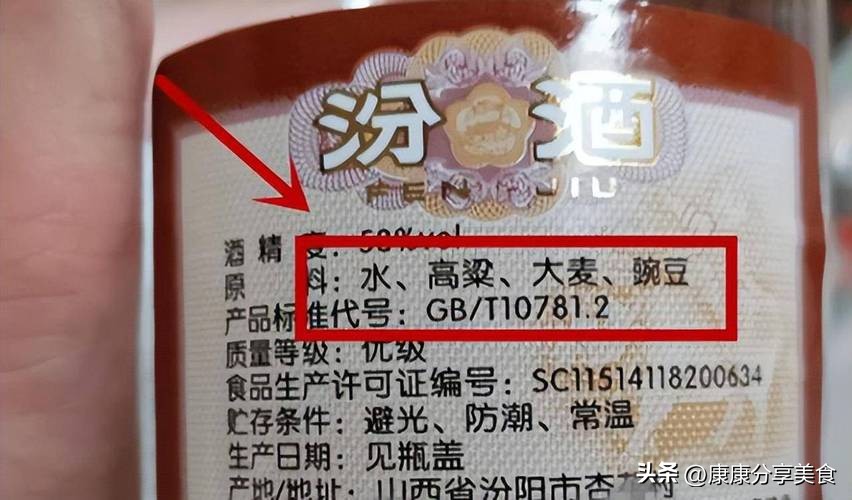 汾酒
FEN JIU
酒精度：53%vol
原料：水、高粱、大麦、豌豆
产品标准代号：GB/T10781.2
质量等级：优级
食品生产许可证编号：SC11514118200634
贮存条件：避光、防潮、常温
生产日期：见瓶盖
产地/地址：山西省汾阳市杏花村
头条 @康康分享美食